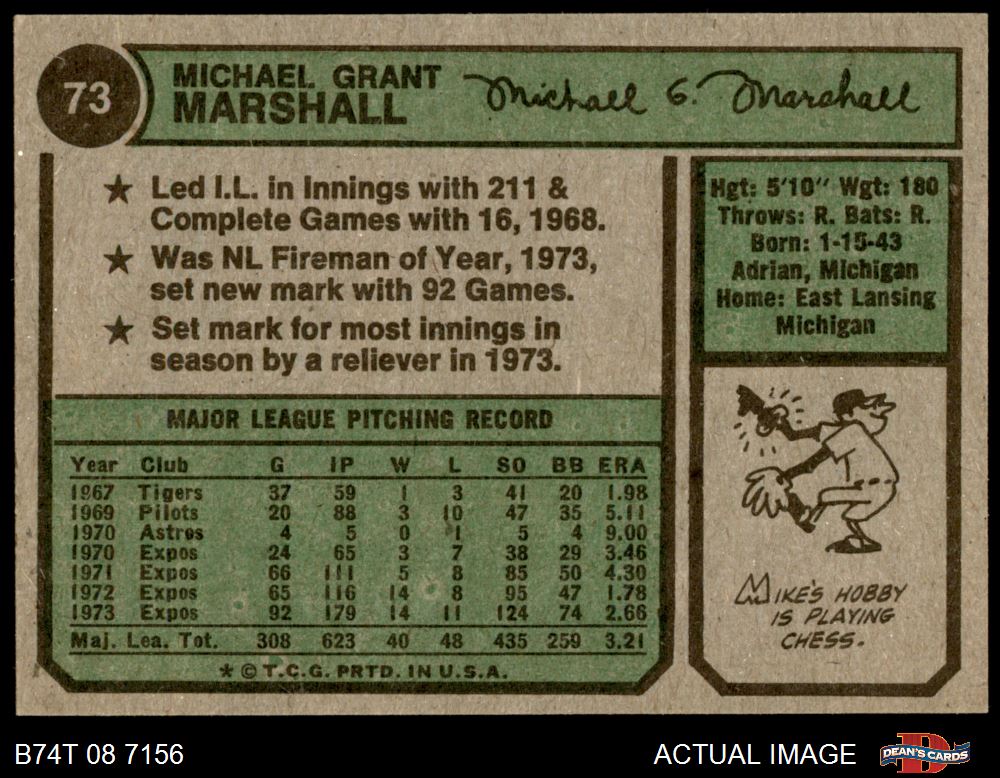 73
MICHAEL GRANT
MARSHALL
Michael G. Marshall
★ Led I.L. in Innings with 211 &
Complete Games with 16, 1968.
★ Was NL Fireman of Year, 1973,
set new mark with 92 Games.
★ Set mark for most innings in
season by a reliever in 1973.
Hgt: 5'10" Wgt: 180
Throws: R. Bats: R.
Born: 1-15-43
Adrian, Michigan
Home: East Lansing
Michigan
MAJOR LEAGUE PITCHING RECORD
Year Club G IP W L SO BB ERA
1967 Tigers 37 59 1 3 41 20 1.98
1969 Pilots 20 88 3 10 47 35 5.11
1970 Astros 4 5 0 1 5 4 9.00
1970 Expos 24 65 3 7 38 29 3.46
1971 Expos 66 111 5 8 85 50 4.30
1972 Expos 65 116 14 8 95 47 1.78
1973 Expos 92 179 14 11 124 74 2.66
Maj. Lea. Tot. 308 623 40 48 435 259 3.21
* © T.C.G. PRTD. IN U.S.A.
MIKE'S HOBBY
IS PLAYING
CHESS.
B74T 08 7156
ACTUAL IMAGE
DEAN'S CARDS